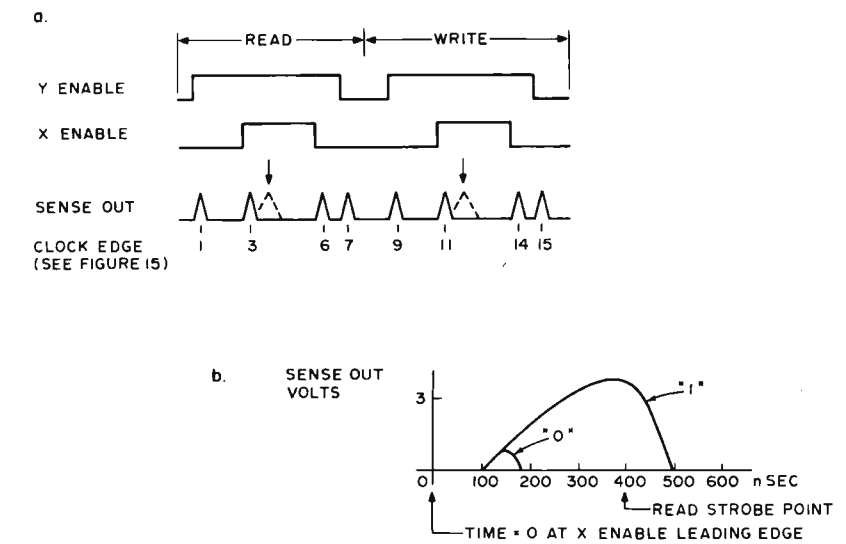 a.
READ WRITE
Y ENABLE
X ENABLE
SENSE OUT
1 3 6 7 9 11 14 15
CLOCK EDGE
(SEE FIGURE 15)
b. SENSE OUT
VOLTS
3
"1"
"0"
0 100 200 300 400 500 600 n SEC
READ STROBE POINT
TIME = 0 AT X ENABLE LEADING EDGE